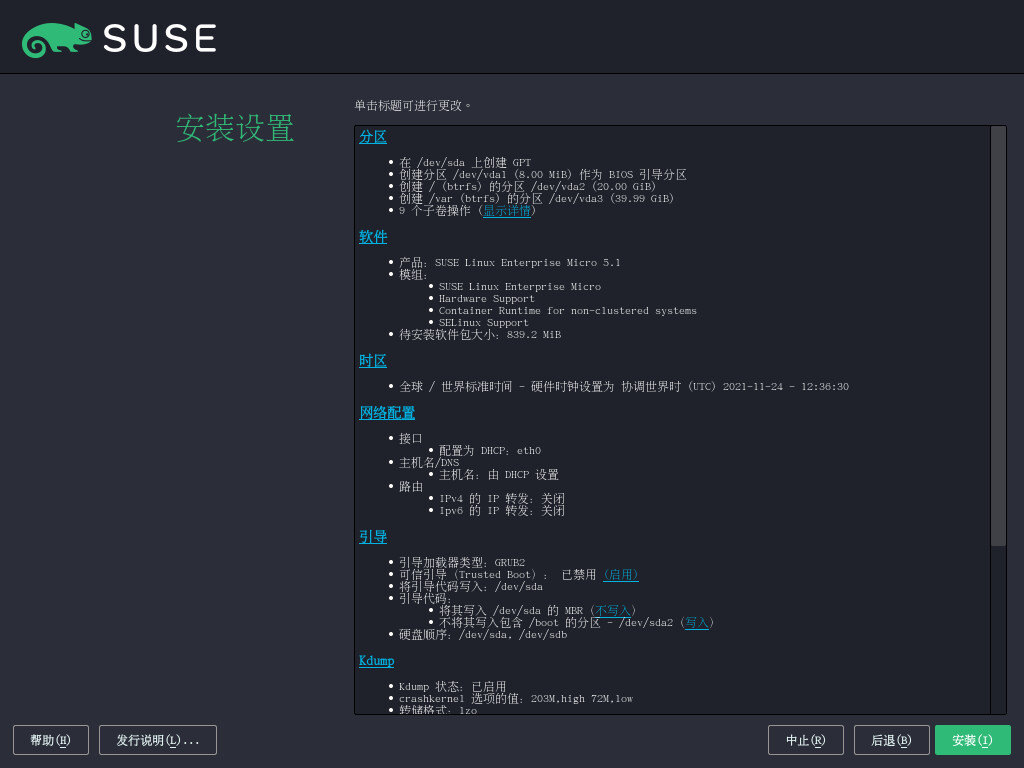 SUSE
安装设置
单击标题可进行更改。
分区
在 /dev/sda 上创建 GPT
创建分区 /dev/vda1 (8.00 MiB) 作为 BIOS 引导分区
创建 / (btrfs) 的分区 /dev/vda2 (20.00 GiB)
创建 /var (btrfs) 的分区 /dev/vda3 (39.99 GiB)
9 个子卷操作 (显示详情)
软件
产品: SUSE Linux Enterprise Micro 5.1
模组:
SUSE Linux Enterprise Micro
Hardware Support
Container Runtime for non-clustered systems
SELinux Support
待安装软件包大小: 839.2 MiB
时区
全球 / 世界标准时间 - 硬件时钟设置为 协调世界时 (UTC) 2021-11-24 - 12:36:30
网络配置
接口
配置为 DHCP: eth0
主机名/DNS
主机名: 由 DHCP 设置
路由
IPv4 的 IP 转发: 关闭
Ipv6 的 IP 转发: 关闭
引导
引导加载器类型: GRUB2
可信引导 (Trusted Boot) : 已禁用 (启用)
将引导代码写入: /dev/sda
引导代码:
将其写入 /dev/sda 的 MBR (不写入)
不将其写入包含 /boot 的分区 - /dev/sda2 (写入)
硬盘顺序: /dev/sda, /dev/sdb
Kdump
Kdump 状态: 已启用
crashkernel 选项的值: 203M,high 72M,low
转储格式: lzo
帮助(H) 发行说明(L)... 中止(R) 后退(B) 安装(I)